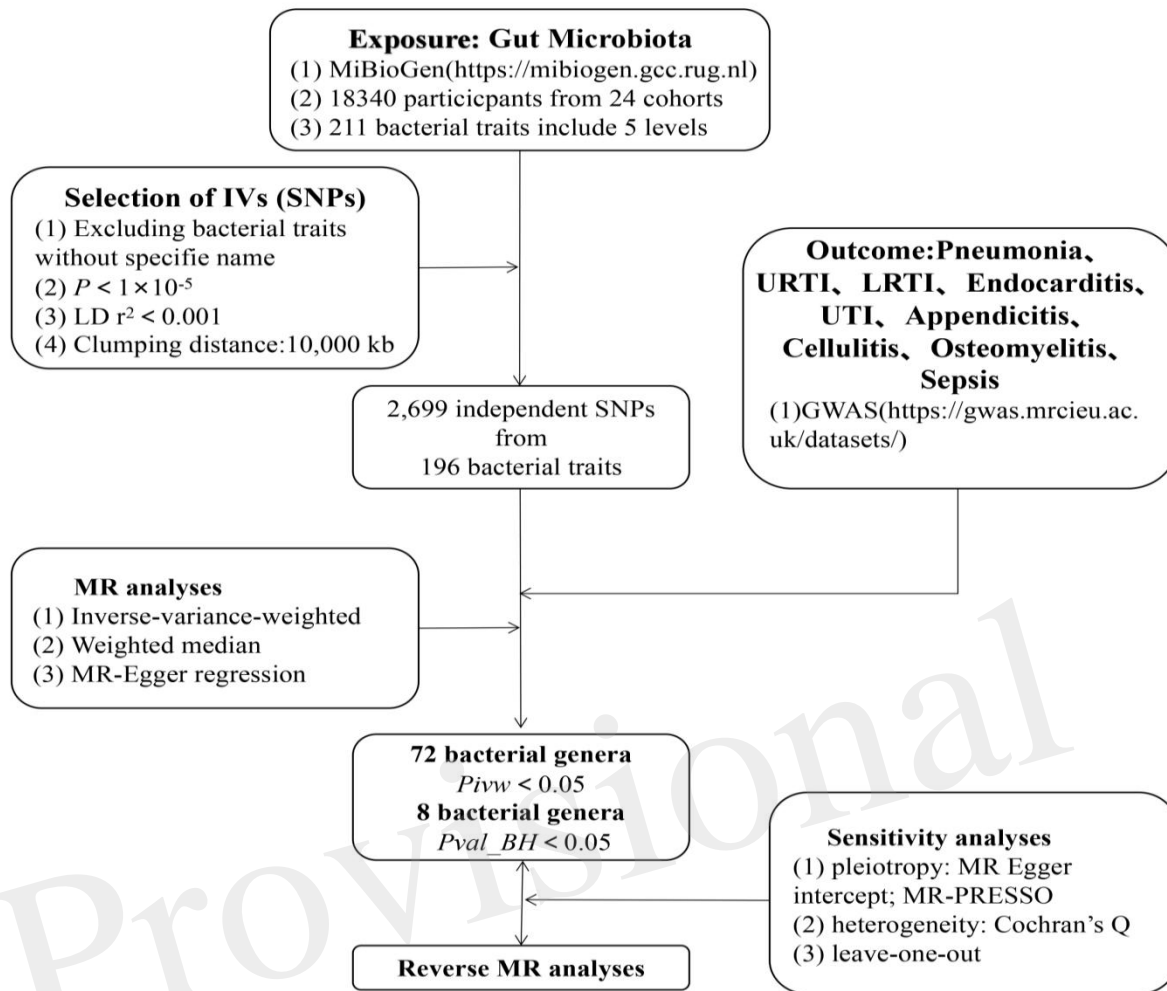 Exposure: Gut Microbiota
(1) MiBioGen(https://mibiogen.gcc.rug.nl)
(2) 18340 particicpants from 24 cohorts
(3) 211 bacterial traits include 5 levels
Selection of IVs (SNPs)
(1) Excluding bacterial traits
without specifie name
(2) P < 1×10⁻⁵
(3) LD r² < 0.001
(4) Clumping distance:10,000 kb
Outcome:Pneumonia、
URTI、LRTI、Endocarditis、
UTI、Appendicitis、
Cellulitis、Osteomyelitis、
Sepsis
(1)GWAS(https://gwas.mrcieu.ac.
uk/datasets/)
2,699 independent SNPs
from
196 bacterial traits
MR analyses
(1) Inverse-variance-weighted
(2) Weighted median
(3) MR-Egger regression
72 bacterial genera
Pivw < 0.05
8 bacterial genera
Pval_BH < 0.05
Sensitivity analyses
(1) pleiotropy: MR Egger
intercept; MR-PRESSO
(2) heterogeneity: Cochran’s Q
(3) leave-one-out
Reverse MR analyses
Provisional